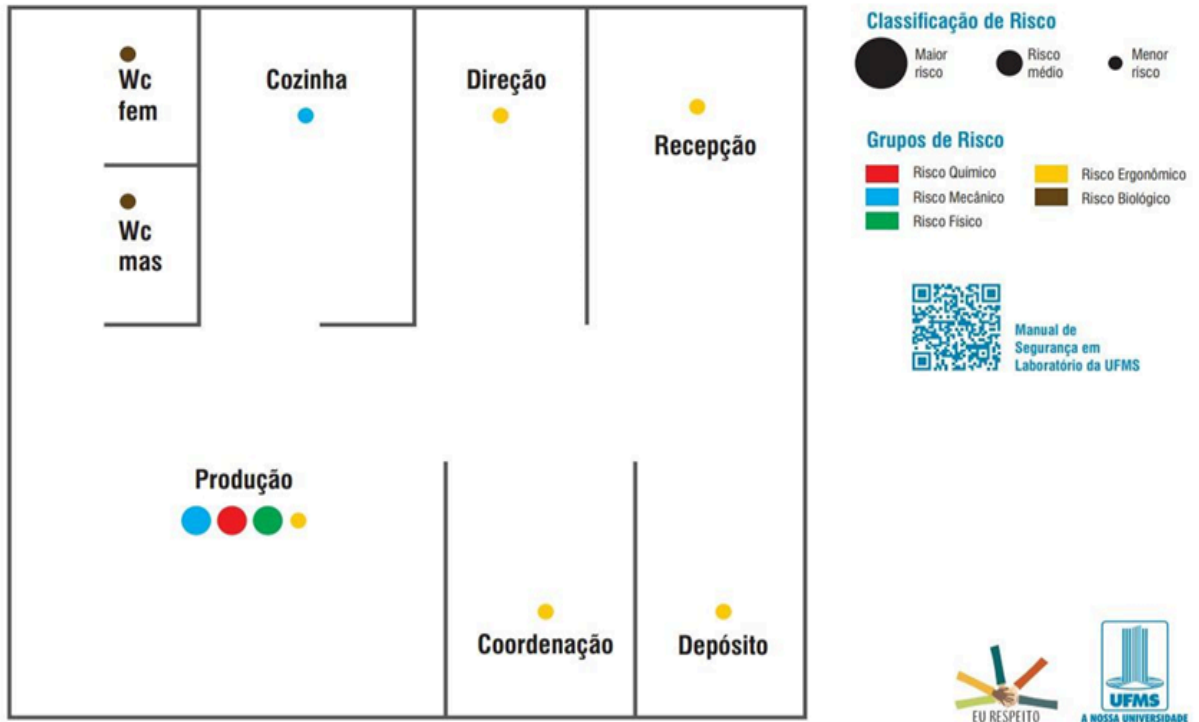 Wc
fem
Cozinha
Direção
Recepção
Wc
mas
Produção
Coordenação
Depósito
Classificação de Risco
Maior
risco
Risco
médio
Menor
risco
Grupos de Risco
Risco Químico
Risco Mecânico
Risco Físico
Risco Ergonômico
Risco Biológico
Manual de
Segurança em
Laboratório da UFMS
EU RESPEITO
UFMS
A NOSSA UNIVERSIDADE